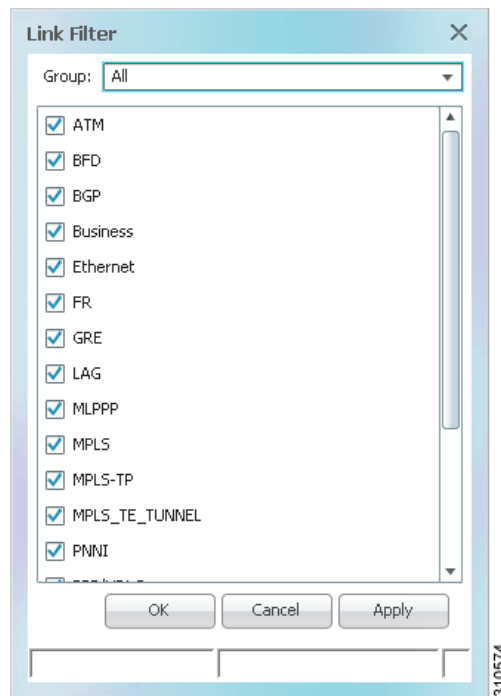 Link Filter
Group: All
ATM
BFD
BGP
Business
Ethernet
FR
GRE
LAG
MLPPP
MPLS
MPLS-TP
MPLS_TE_TUNNEL
PNNI
OK Cancel Apply